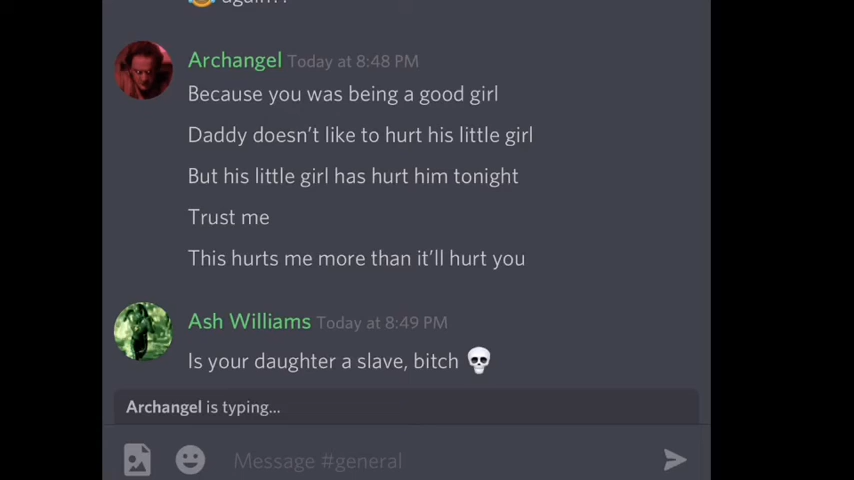 again??
Archangel Today at 8:48 PM
Because you was being a good girl
Daddy doesn't like to hurt his little girl
But his little girl has hurt him tonight
Trust me
This hurts me more than it'll hurt you
Ash Williams Today at 8:49 PM
Is your daughter a slave, bitch 💀
Archangel is typing...
Message #general